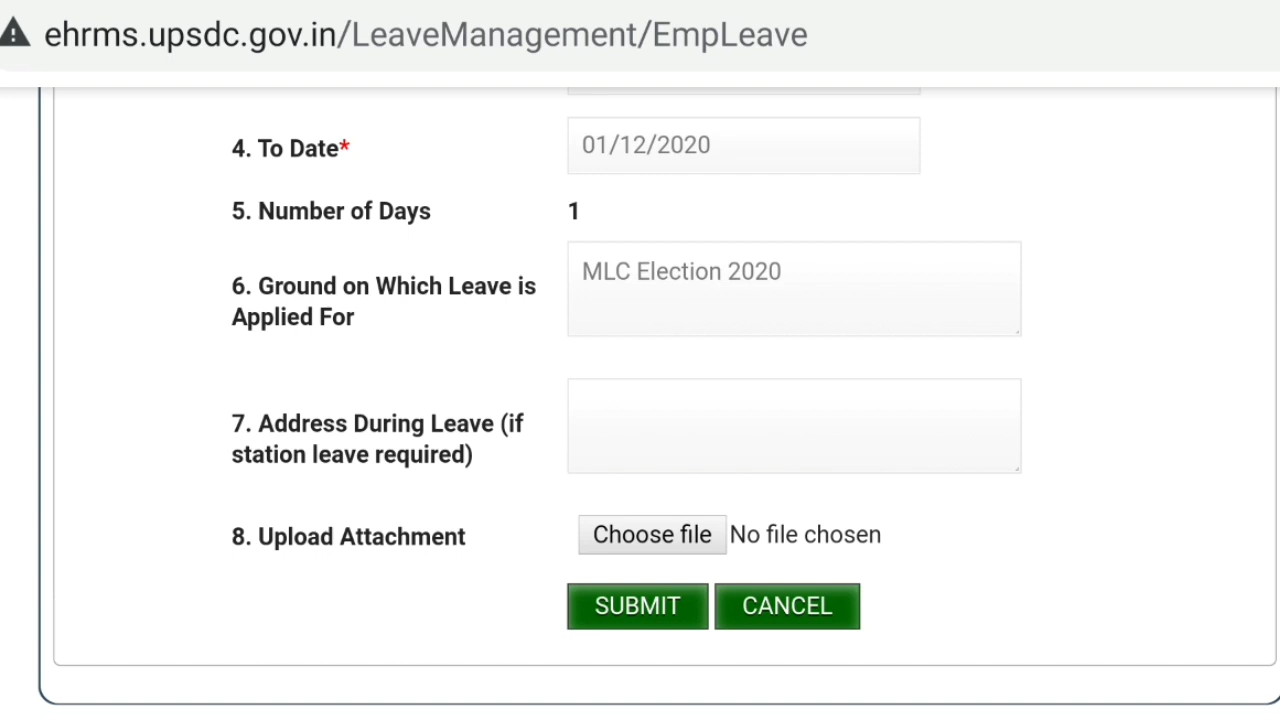 ehrms.upsdc.gov.in/LeaveManagement/EmpLeave
4. To Date*
01/12/2020
5. Number of Days
1
6. Ground on Which Leave is
Applied For
MLC Election 2020
7. Address During Leave (if
station leave required)
8. Upload Attachment
Choose file No file chosen
SUBMIT
CANCEL